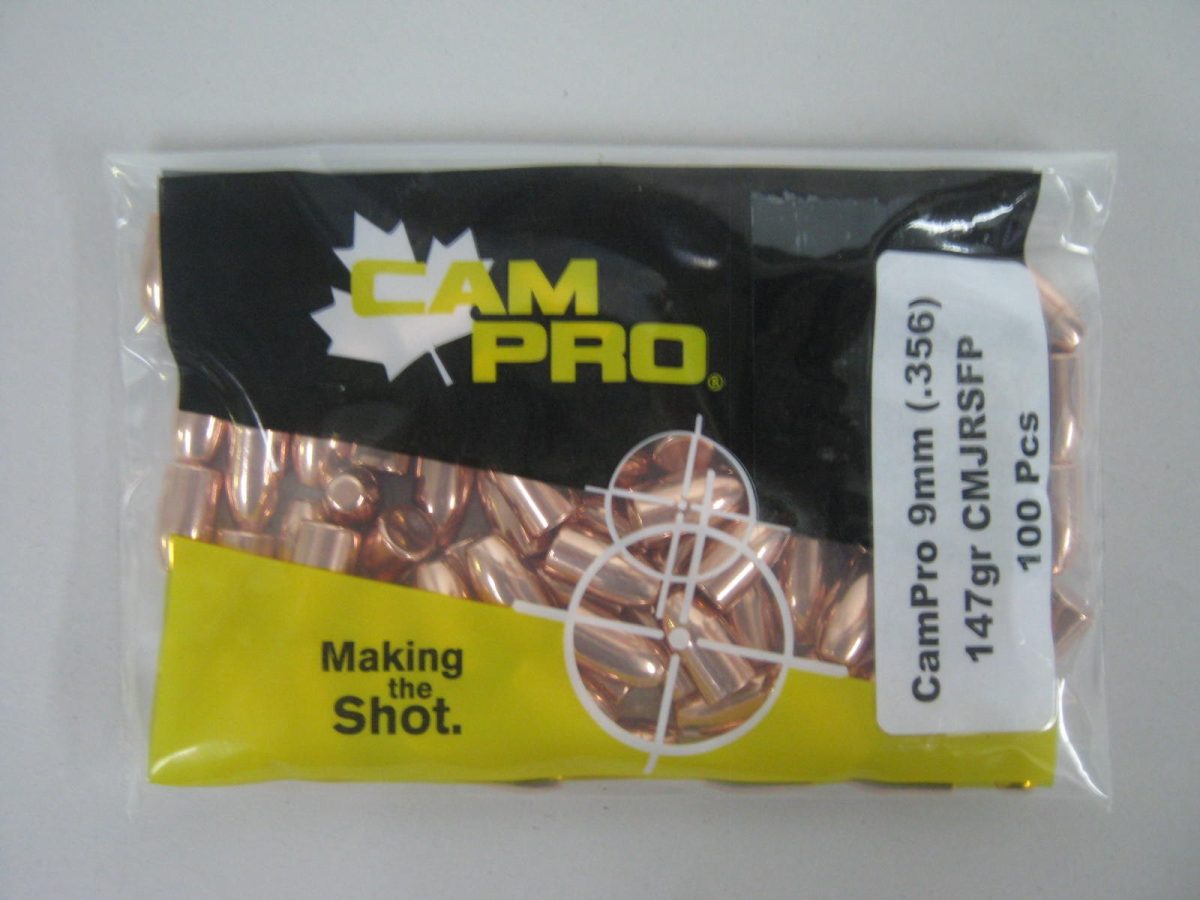 CAM
PRO®
Making
the
Shot.
CamPro 9mm (.356)
147gr CMJRSFP
100 Pcs